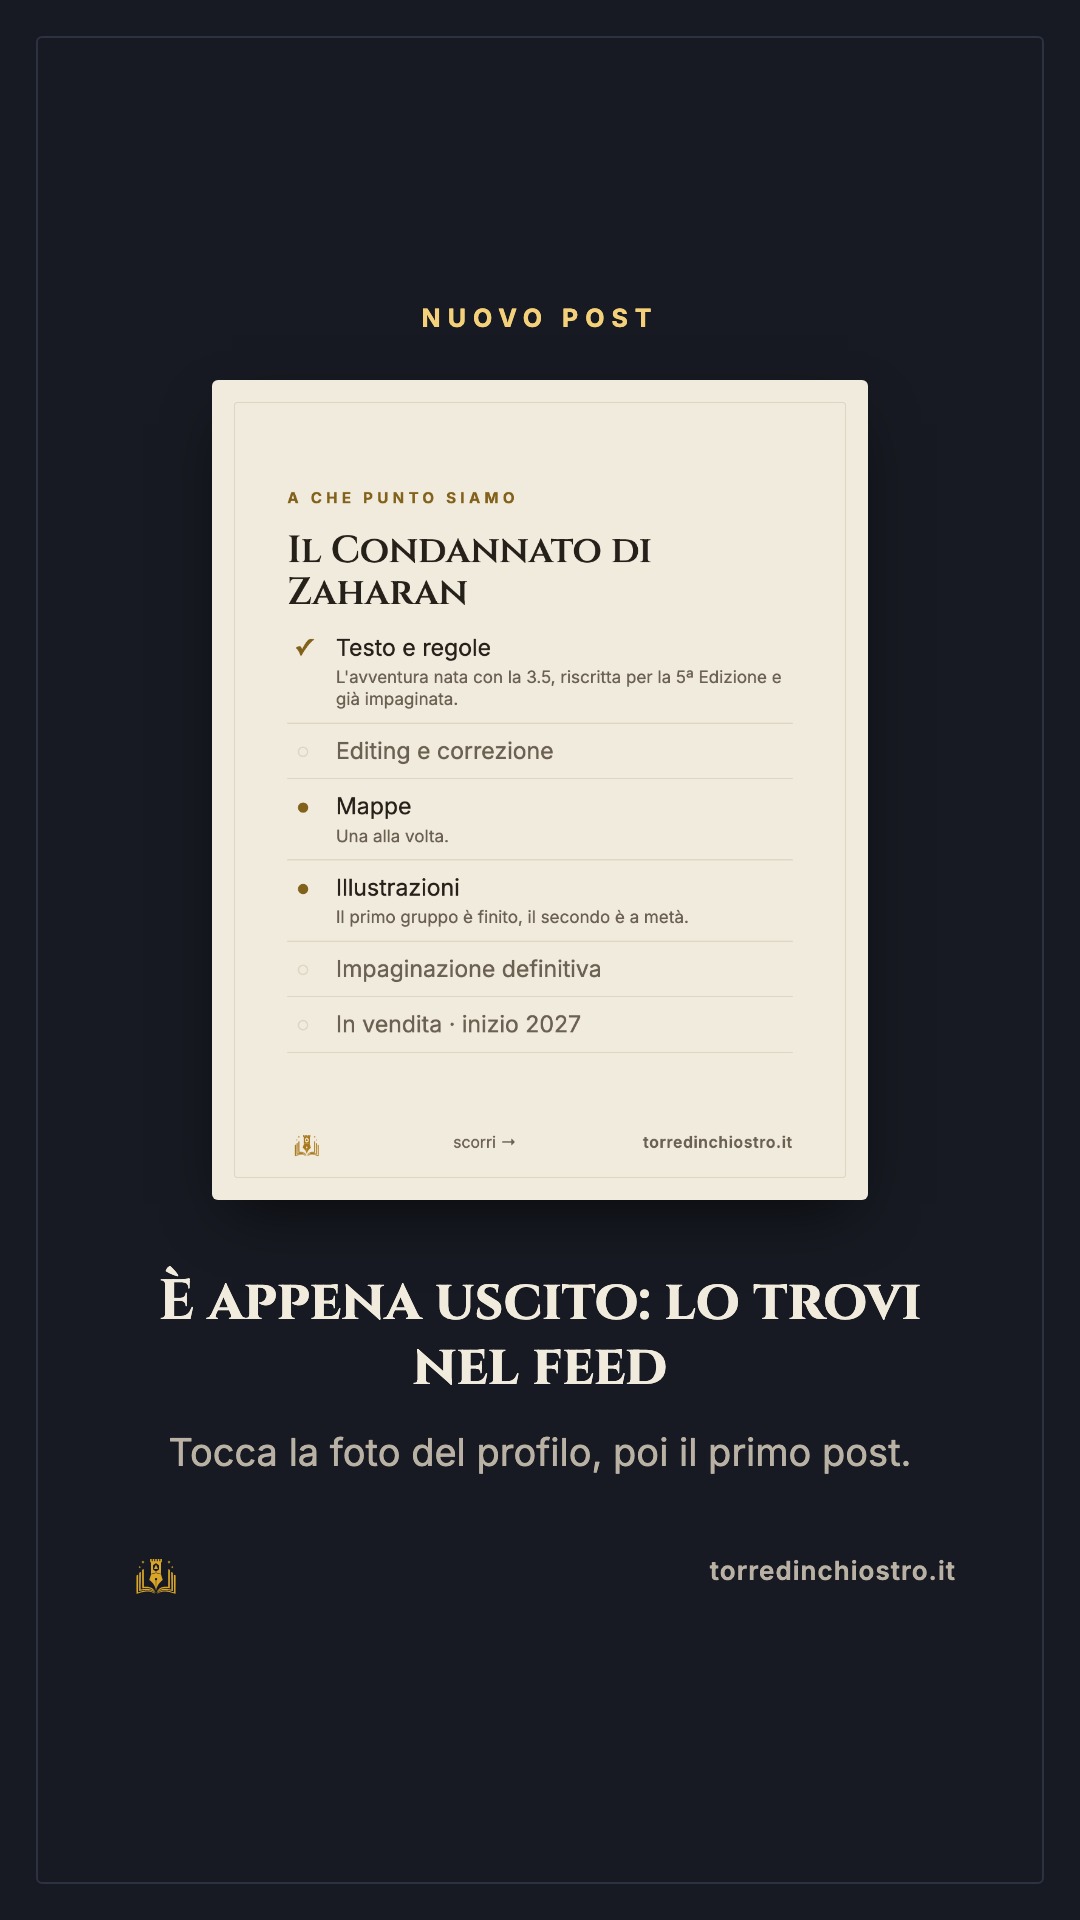 NUOVO POST
A CHE PUNTO SIAMO
Il Condannato di
Zaharan
✓ Testo e regole
L'avventura nata con la 3.5, riscritta per la 5ª Edizione e
già impaginata.
Editing e correzione
Mappe
Una alla volta.
Illustrazioni
Il primo gruppo è finito, il secondo è a metà.
Impaginazione definitiva
In vendita · inizio 2027
scorri →
torredinchiostro.it
È appena uscito: lo trovi
nel feed
Tocca la foto del profilo, poi il primo post.
torredinchiostro.it